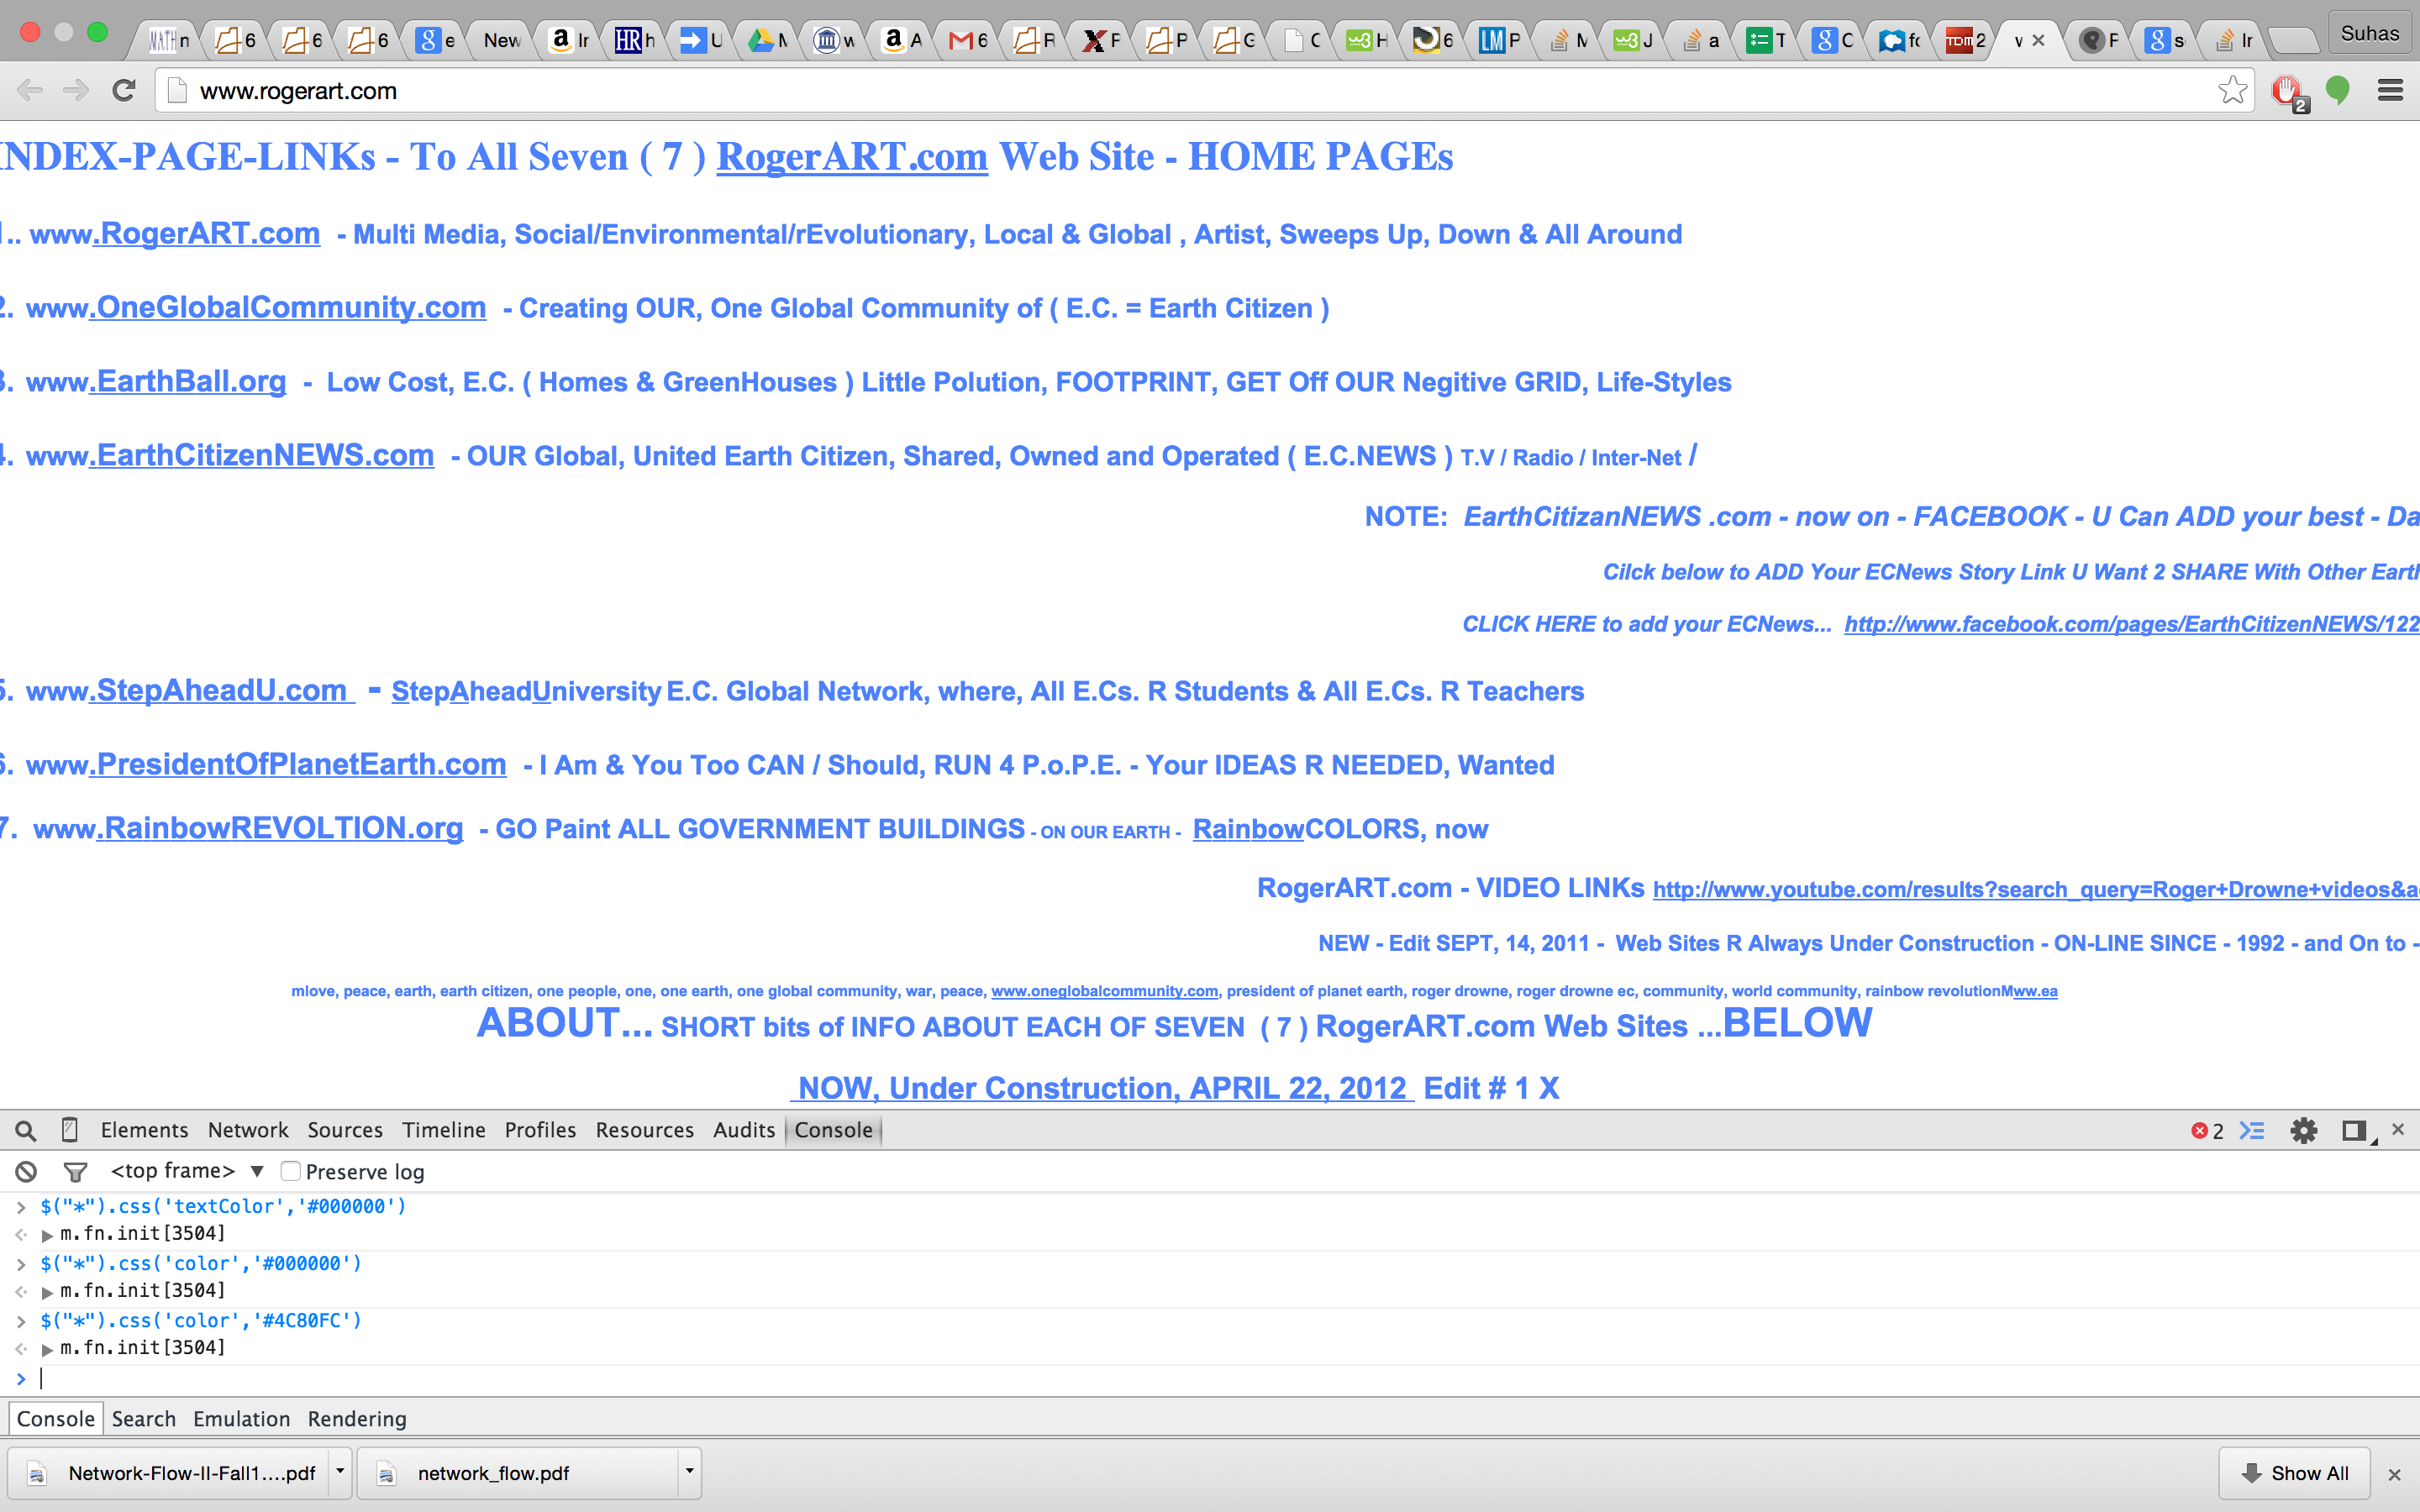 n 6 6 6 e New Ir h U M w A 6 F F P G C H 6 P M J a T C fc 2 v F s Ir Suhas
www.rogerart.com 2
INDEX-PAGE-LINKs - To All Seven ( 7 ) RogerART.com Web Site - HOME PAGEs
1.. www.RogerART.com - Multi Media, Social/Environmental/rEvolutionary, Local & Global , Artist, Sweeps Up, Down & All Around
2. www.OneGlobalCommunity.com - Creating OUR, One Global Community of ( E.C. = Earth Citizen )
3. www.EarthBall.org - Low Cost, E.C. ( Homes & GreenHouses ) Little Polution, FOOTPRINT, GET Off OUR Negitive GRID, Life-Styles
4. www.EarthCitizenNEWS.com - OUR Global, United Earth Citizen, Shared, Owned and Operated ( E.C.NEWS ) T.V / Radio / Inter-Net /
NOTE: EarthCitizanNEWS .com - now on - FACEBOOK - U Can ADD your best - Da
Cilck below to ADD Your ECNews Story Link U Want 2 SHARE With Other Earth
CLICK HERE to add your ECNews... http://www.facebook.com/pages/EarthCitizenNEWS/122
5. www.StepAheadU.com - StepAheadUniversity E.C. Global Network, where, All E.Cs. R Students & All E.Cs. R Teachers
6. www.PresidentOfPlanetEarth.com - I Am & You Too CAN / Should, RUN 4 P.o.P.E. - Your IDEAS R NEEDED, Wanted
7. www.RainbowREVOLTION.org - GO Paint ALL GOVERNMENT BUILDINGS - ON OUR EARTH - RainbowCOLORS, now
RogerART.com - VIDEO LINKs http://www.youtube.com/results?search_query=Roger+Drowne+videos&a
NEW - Edit SEPT, 14, 2011 - Web Sites R Always Under Construction - ON-LINE SINCE - 1992 - and On to -
mlove, peace, earth, earth citizen, one people, one, one earth, one global community, war, peace, www.oneglobalcommunity.com, president of planet earth, roger drowne, roger drowne ec, community, world community, rainbow revolutionMww.ea
ABOUT... SHORT bits of INFO ABOUT EACH OF SEVEN ( 7 ) RogerART.com Web Sites ...BELOW
NOW, Under Construction, APRIL 22, 2012 Edit # 1 X
Elements Network Sources Timeline Profiles Resources Audits Console 2
<top frame> Preserve log
$("*").css('textColor','#000000')
m.fn.init[3504]
$("*").css('color','#000000')
m.fn.init[3504]
$("*").css('color','#4C80FC')
m.fn.init[3504]
Console Search Emulation Rendering
Network-Flow-II-Fall1....pdf network_flow.pdf Show All